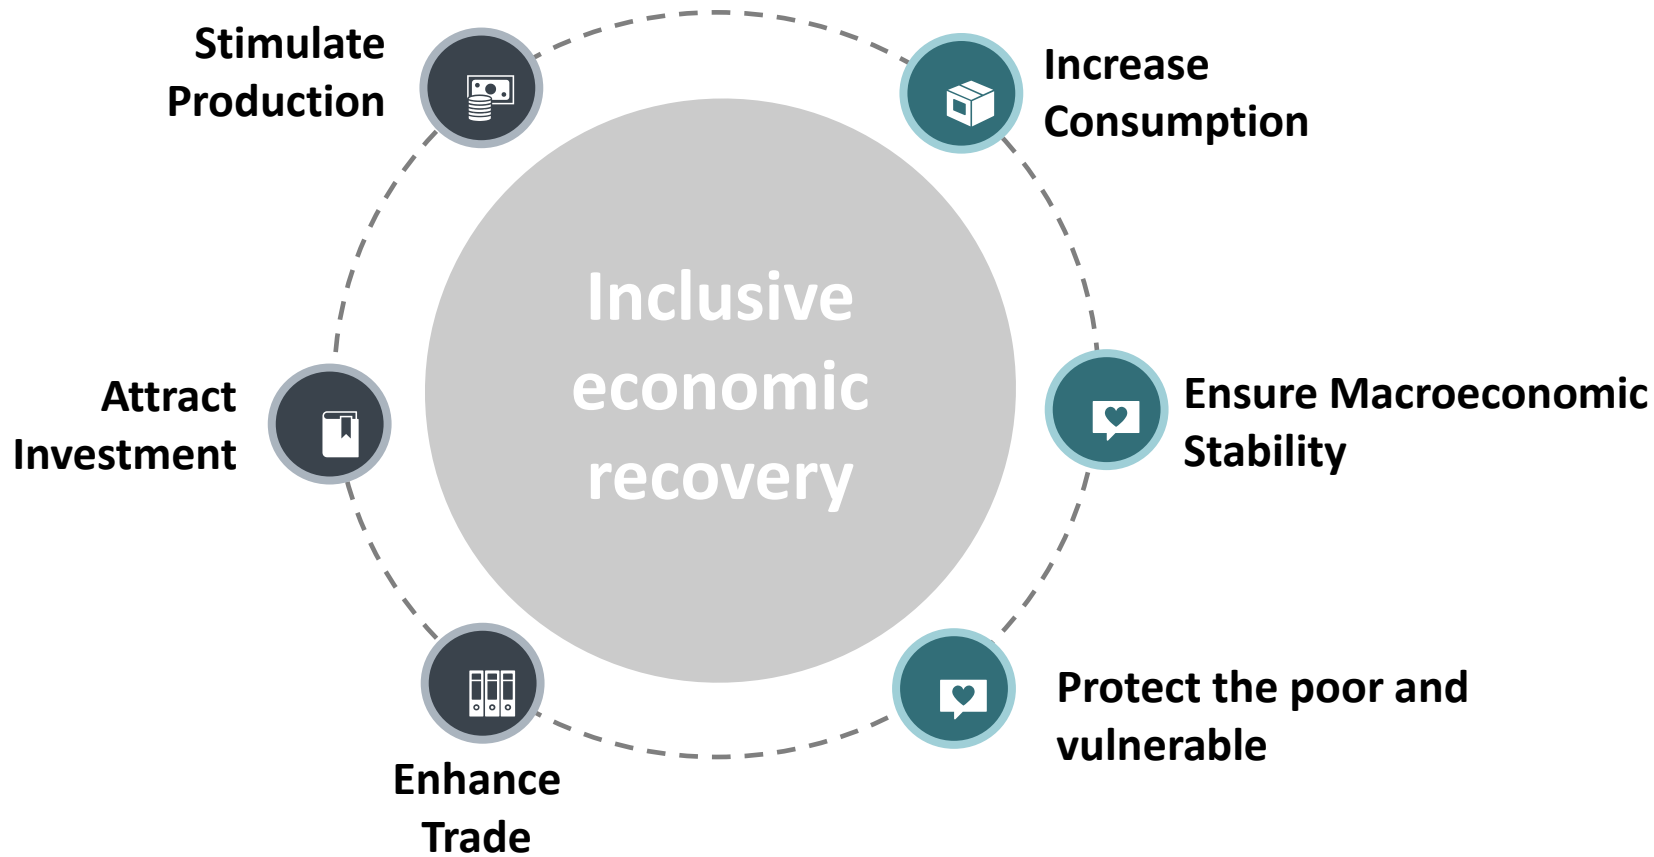 Stimulate
Production
Increase
Consumption
Inclusive
economic
recovery
Attract
Investment
Ensure Macroeconomic
Stability
Enhance
Trade
Protect the poor and
vulnerable